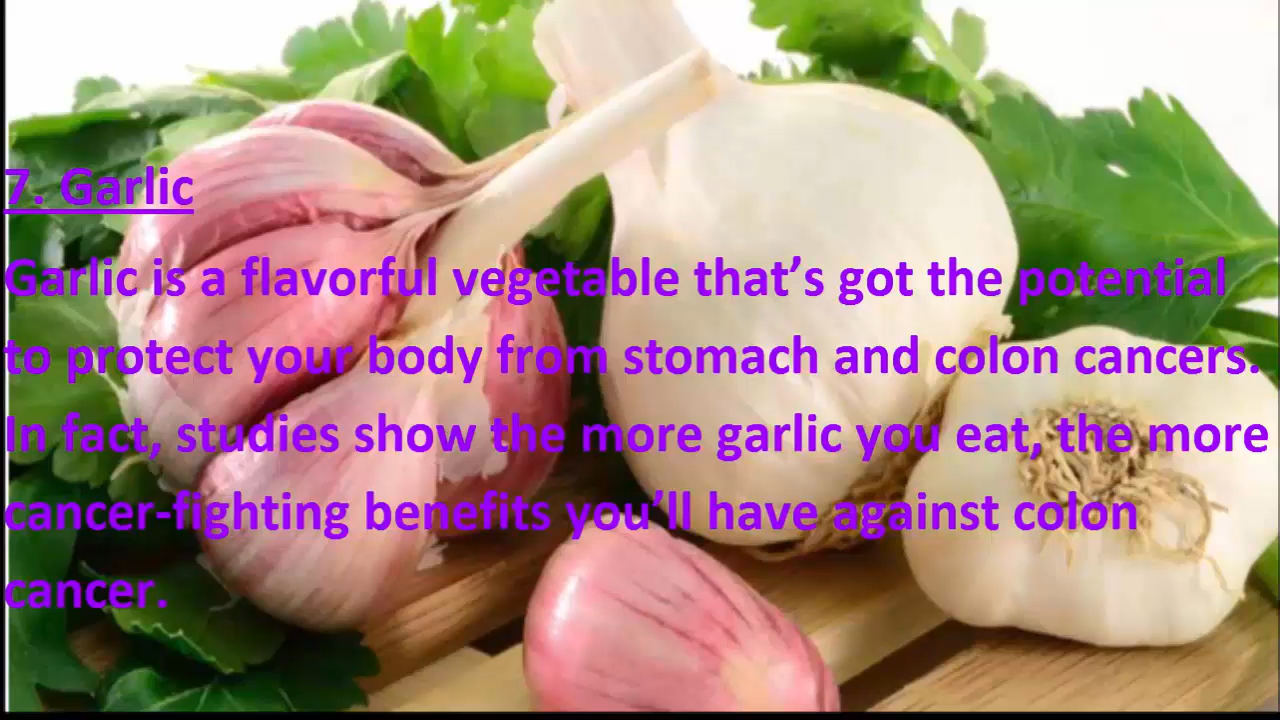 7. Garlic
Garlic is a flavorful vegetable that’s got the potential
to protect your body from stomach and colon cancers.
In fact, studies show the more garlic you eat, the more
cancer-fighting benefits you’ll have against colon
cancer.